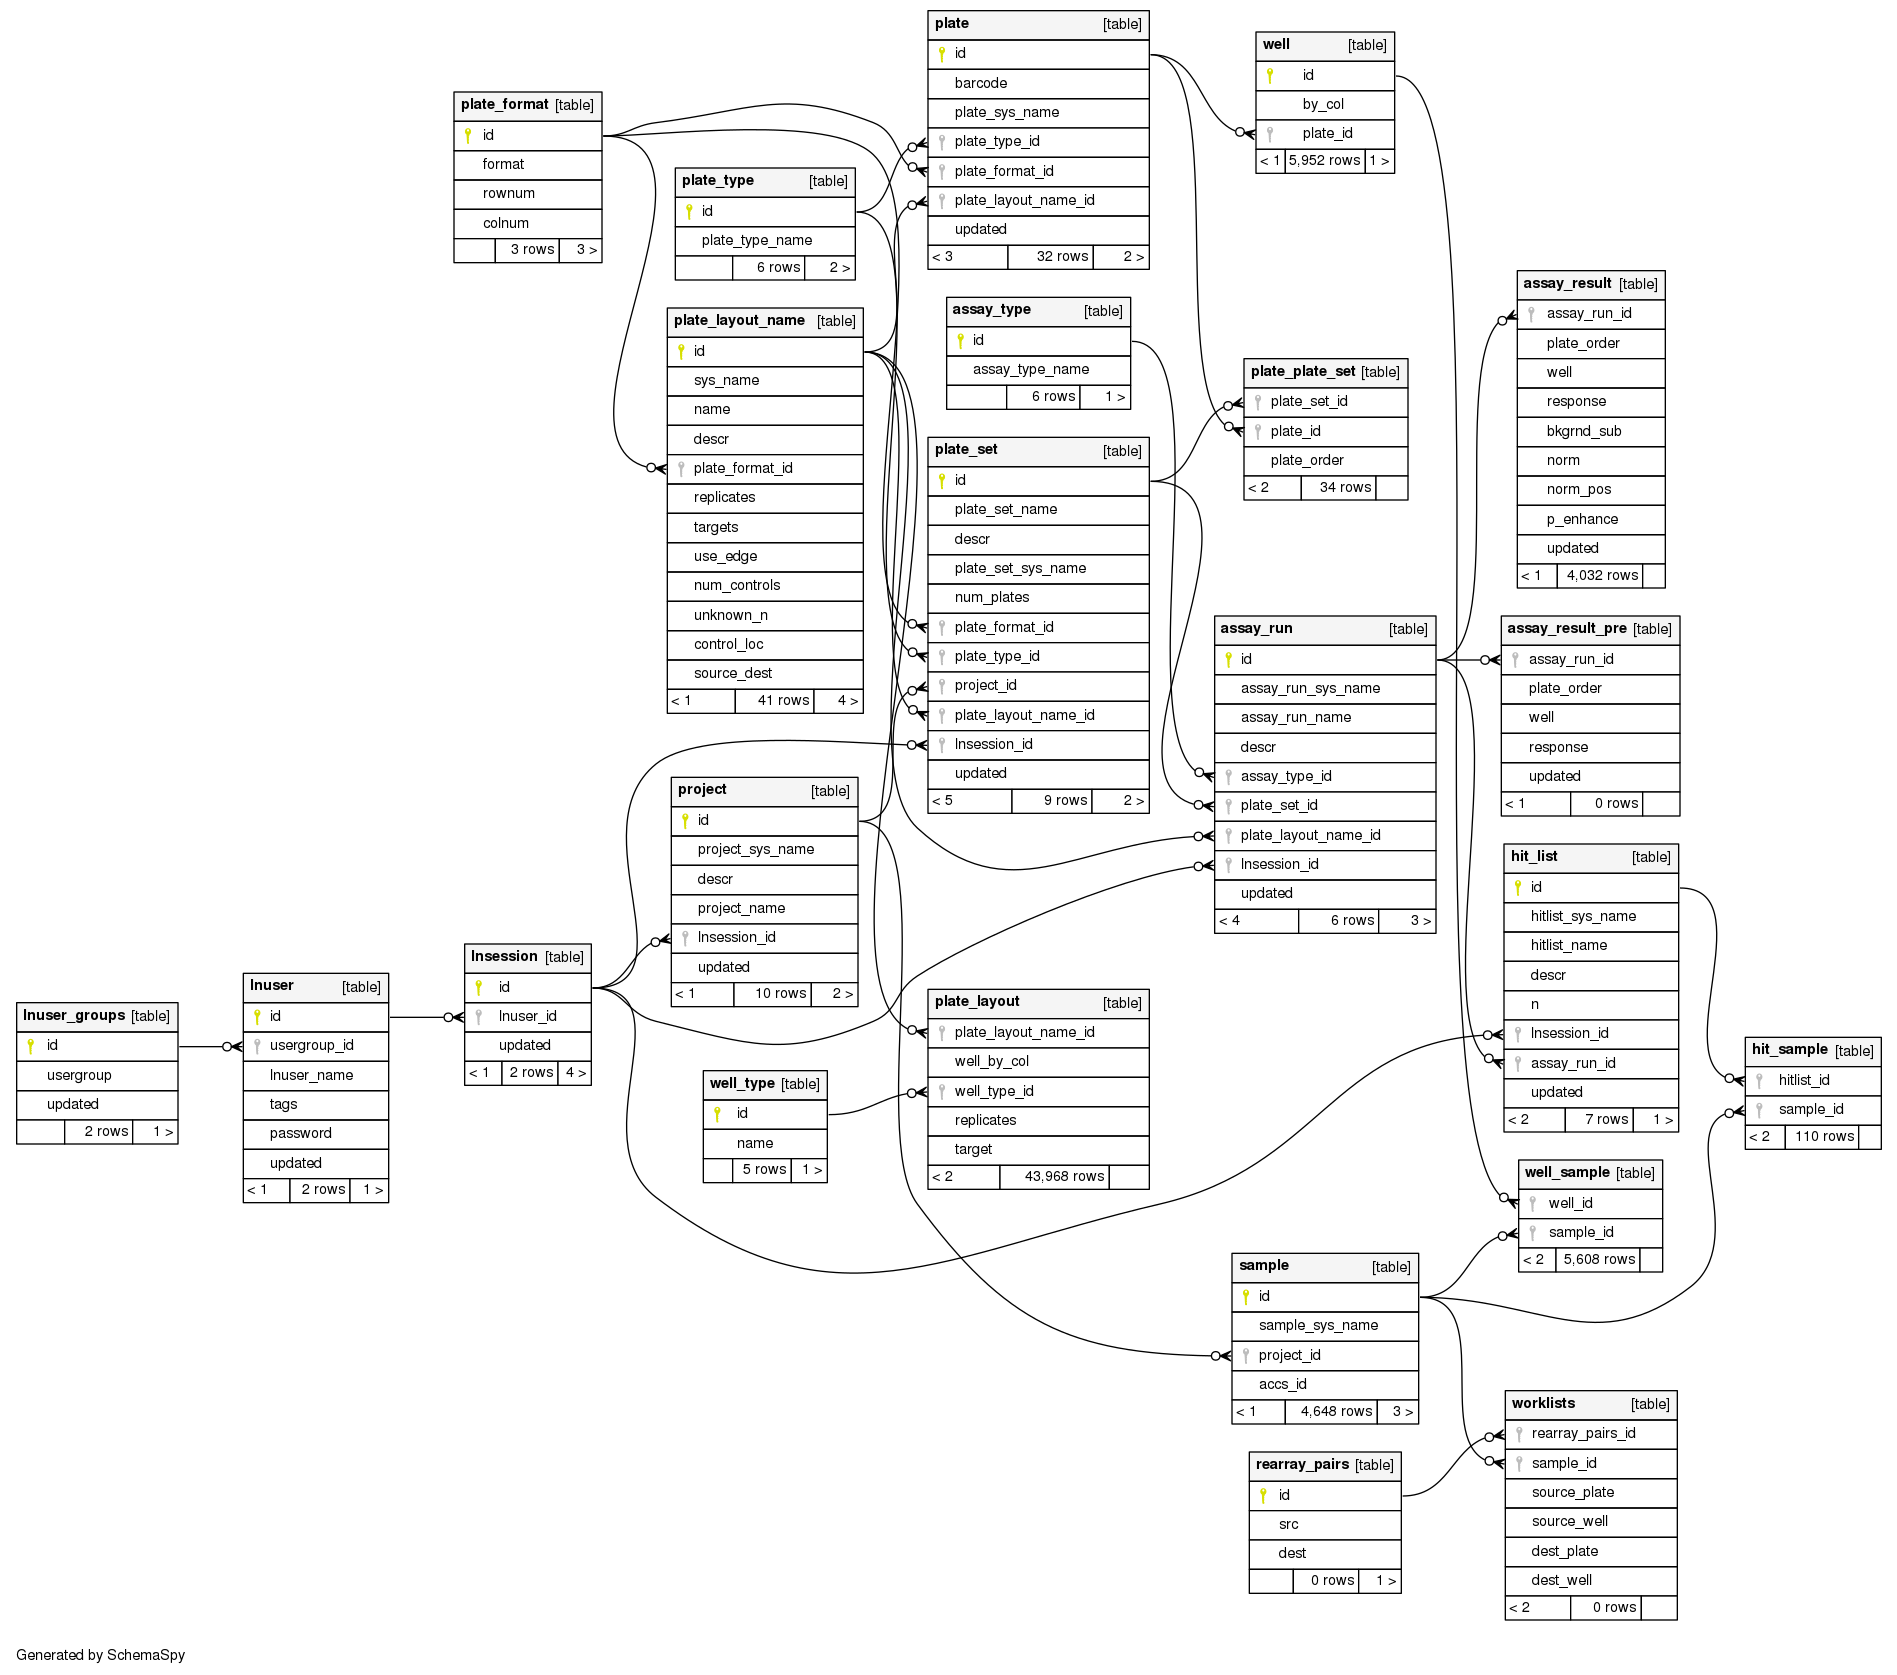 plate [table]
id
barcode
plate_sys_name
plate_type_id
plate_format_id
plate_layout_name_id
updated
< 3 32 rows 2 >
well [table]
id
by_col
plate_id
< 1 5,952 rows 1 >
plate_format [table]
id
format
rownum
colnum
3 rows 3 >
plate_type [table]
id
plate_type_name
6 rows 2 >
assay_result [table]
assay_run_id
plate_order
well
response
bkgrnd_sub
norm
norm_pos
p_enhance
updated
< 1 4,032 rows
plate_layout_name [table]
id
sys_name
name
descr
plate_format_id
replicates
targets
use_edge
num_controls
unknown_n
control_loc
source_dest
< 1 41 rows 4 >
assay_type [table]
id
assay_type_name
6 rows 1 >
plate_plate_set [table]
plate_set_id
plate_id
plate_order
< 2 34 rows
plate_set [table]
id
plate_set_name
descr
plate_set_sys_name
num_plates
plate_format_id
plate_type_id
project_id
plate_layout_name_id
lnsession_id
updated
< 5 9 rows 2 >
assay_run [table]
id
assay_run_sys_name
assay_run_name
descr
assay_type_id
plate_set_id
plate_layout_name_id
lnsession_id
updated
< 4 6 rows 3 >
assay_result_pre [table]
assay_run_id
plate_order
well
response
updated
< 1 0 rows
project [table]
id
project_sys_name
descr
project_name
lnsession_id
updated
< 1 10 rows 2 >
hit_list [table]
id
hitlist_sys_name
hitlist_name
descr
n
lnsession_id
assay_run_id
updated
< 2 7 rows 1 >
lnsession [table]
id
lnuser_id
updated
< 1 2 rows 4 >
lnuser [table]
id
usergroup_id
lnuser_name
tags
password
updated
< 1 2 rows 1 >
lnuser_groups [table]
id
usergroup
updated
2 rows 1 >
plate_layout [table]
plate_layout_name_id
well_by_col
well_type_id
replicates
target
< 2 43,968 rows
well_type [table]
id
name
5 rows 1 >
hit_sample [table]
hitlist_id
sample_id
< 2 110 rows
well_sample [table]
well_id
sample_id
< 2 5,608 rows
sample [table]
id
sample_sys_name
project_id
accs_id
< 1 4,648 rows 3 >
worklists [table]
rearray_pairs_id
sample_id
source_plate
source_well
dest_plate
dest_well
< 2 0 rows
rearray_pairs [table]
id
src
dest
0 rows 1 >
Generated by SchemaSpy